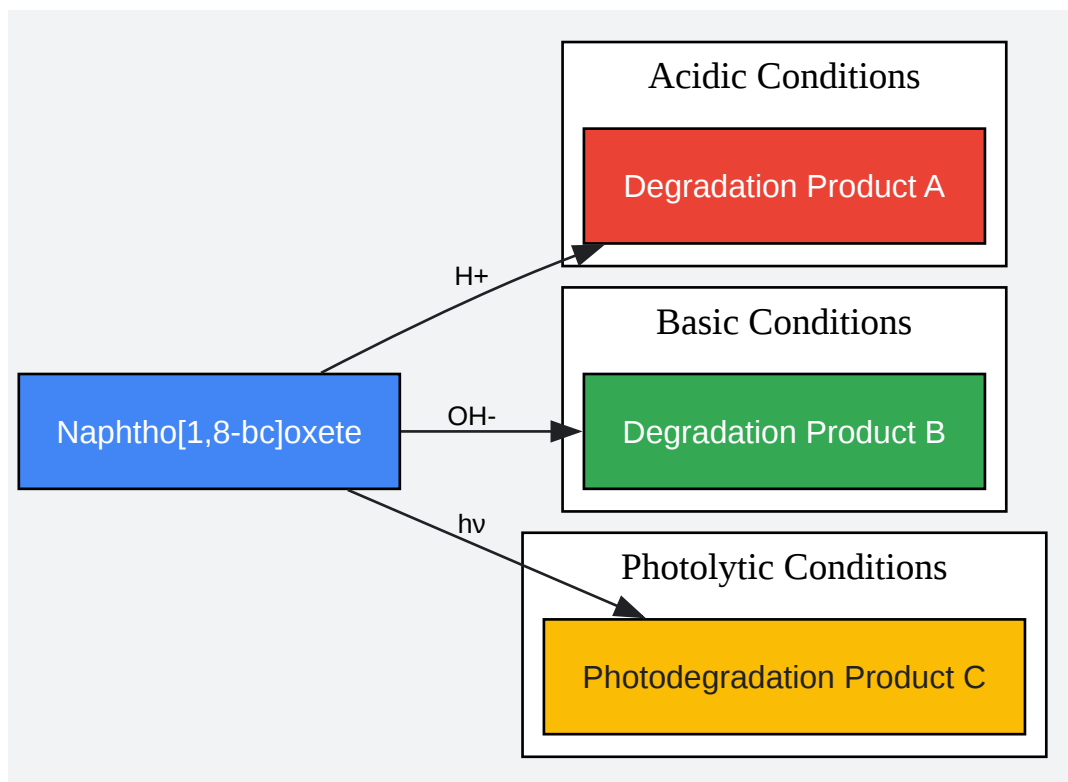 Acidic Conditions
Degradation Product A
H+
Basic Conditions
Naphtho[1,8-bc]oxete
OH-
Degradation Product B
hν
Photolytic Conditions
Photodegradation Product C